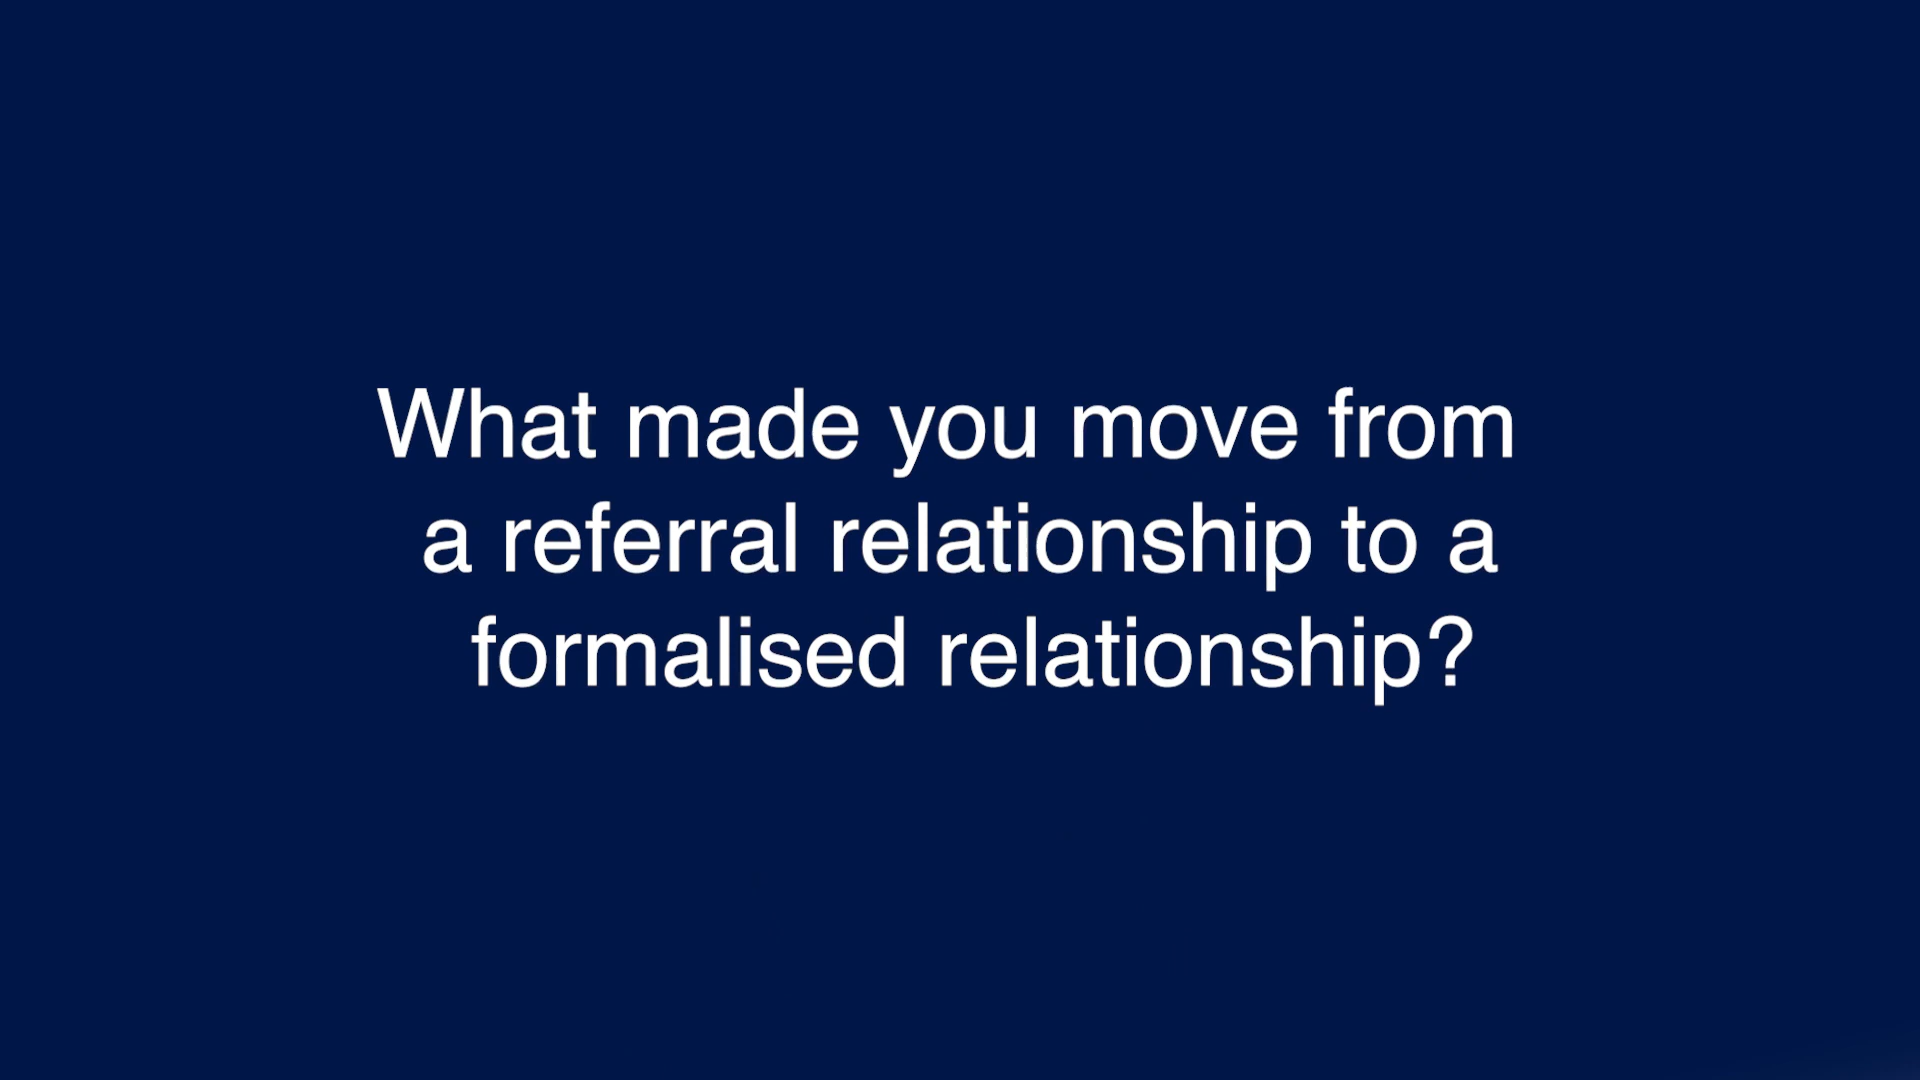 What made you move from
a referral relationship to a
formalised relationship?